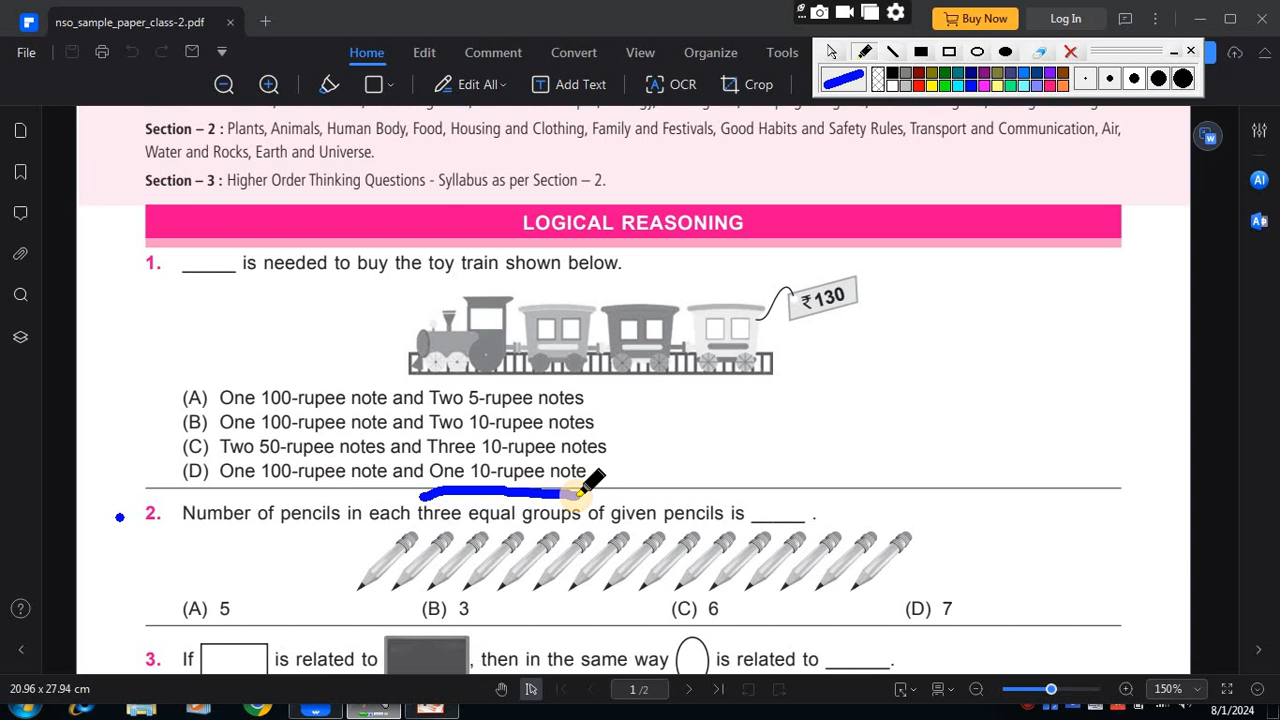 nso_sample_paper_class-2.pdf
Buy Now
Log In
File
Home
Edit
Comment
Convert
View
Organize
Tools
Edit All
Add Text
OCR
Crop
Section – 2 : Plants, Animals, Human Body, Food, Housing and Clothing, Family and Festivals, Good Habits and Safety Rules, Transport and Communication, Air,
Water and Rocks, Earth and Universe.
Section – 3 : Higher Order Thinking Questions - Syllabus as per Section – 2.
LOGICAL REASONING
1. _____ is needed to buy the toy train shown below.
₹130
(A) One 100-rupee note and Two 5-rupee notes
(B) One 100-rupee note and Two 10-rupee notes
(C) Two 50-rupee notes and Three 10-rupee notes
(D) One 100-rupee note and One 10-rupee note
2. Number of pencils in each three equal groups of given pencils is _____ .
(A) 5 (B) 3 (C) 6 (D) 7
3. If is related to , then in the same way is related to ______.
20.96 x 27.94 cm
1 /2
150%
8/1/2024
AI